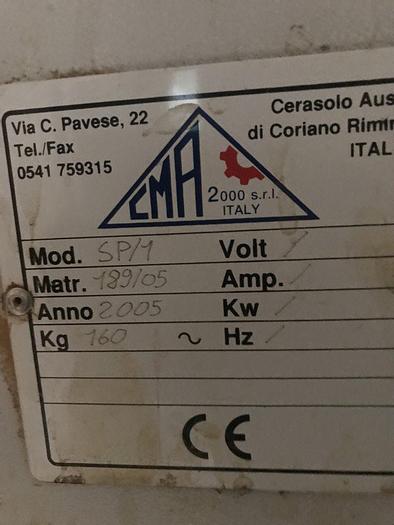 Via C. Pavese, 22
Tel./Fax
0541 759315
CMA
2000 s.r.l.
ITALY
Cerasolo Aus
di Coriano Rimin
ITAL
Mod. SP/1 Volt /
Matr. 189/05 Amp. /
Anno 2005 Kw /
Kg 160 ~ Hz /
CE